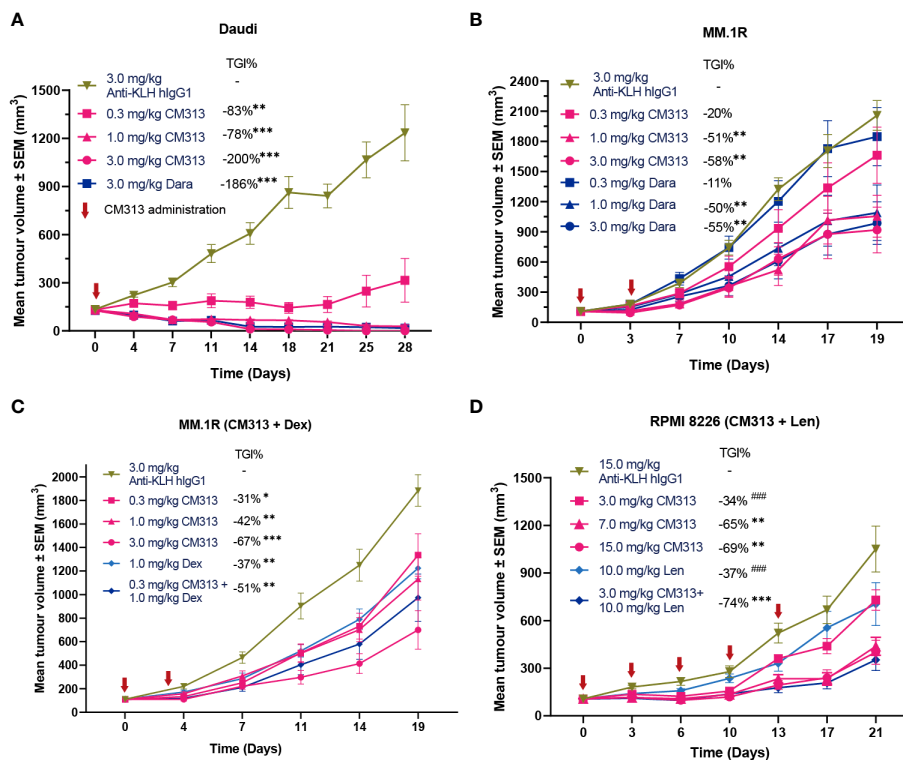 A
Daudi
TGI%
3.0 mg/kg
Anti-KLH hIgG1
-
0.3 mg/kg CM313
-83%**
1.0 mg/kg CM313
-78%***
3.0 mg/kg CM313
-200%***
3.0 mg/kg Dara
-186%***
CM313 administration
Mean tumour volume ± SEM (mm³)
1500
1200
900
600
300
0
0 4 7 11 14 18 21 25 28
Time (Days)
B
MM.1R
TGI%
3.0 mg/kg
Anti-KLH hIgG1
-
0.3 mg/kg CM313
-20%
1.0 mg/kg CM313
-51%**
3.0 mg/kg CM313
-58%**
0.3 mg/kg Dara
-11%
1.0 mg/kg Dara
-50%**
3.0 mg/kg Dara
-55%**
Mean tumour volume ± SEM (mm³)
2400
2100
1800
1500
1200
900
600
300
0
0 3 7 10 14 17 19
Time (Days)
C
MM.1R (CM313 + Dex)
TGI%
3.0 mg/kg
Anti-KLH hIgG1
-
0.3 mg/kg CM313
-31% *
1.0 mg/kg CM313
-42% **
3.0 mg/kg CM313
-67% ***
1.0 mg/kg Dex
-37% **
0.3 mg/kg CM313 +
1.0 mg/kg Dex
-51% **
Mean tumour volume ± SEM (mm³)
2000
1800
1600
1400
1200
1000
800
600
400
200
0
0 4 7 11 14 19
Time (Days)
D
RPMI 8226 (CM313 + Len)
TGI%
15.0 mg/kg
Anti-KLH hIgG1
-
3.0 mg/kg CM313
-34% ###
7.0 mg/kg CM313
-65% **
15.0 mg/kg CM313
-69% **
10.0 mg/kg Len
-37% ###
3.0 mg/kg CM313+
10.0 mg/kg Len
-74% ***
Mean tumour volume ± SEM (mm³)
1500
1200
900
600
300
0
0 3 6 10 13 17 21
Time (Days)